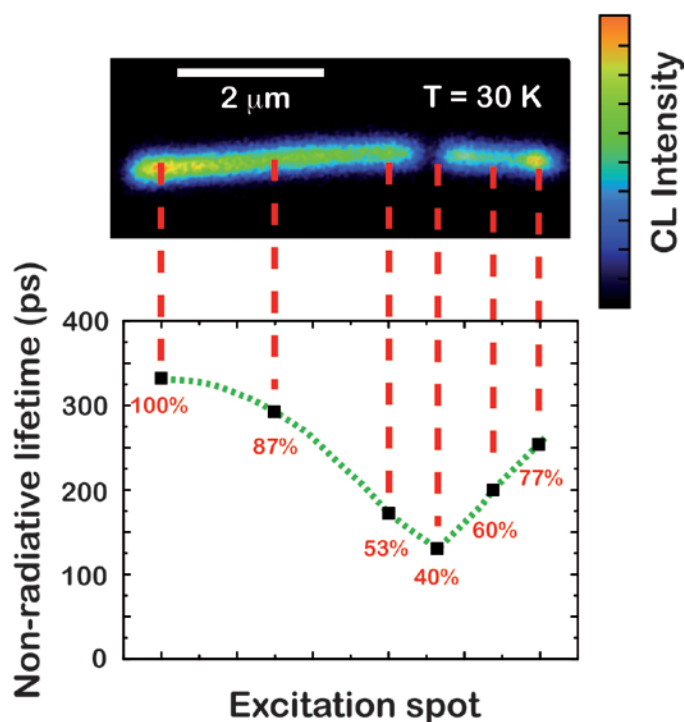 2 μm
T = 30 K
CL Intensity
Non-radiative lifetime (ps)
400
300
200
100
0
100%
87%
53%
40%
60%
77%
Excitation spot